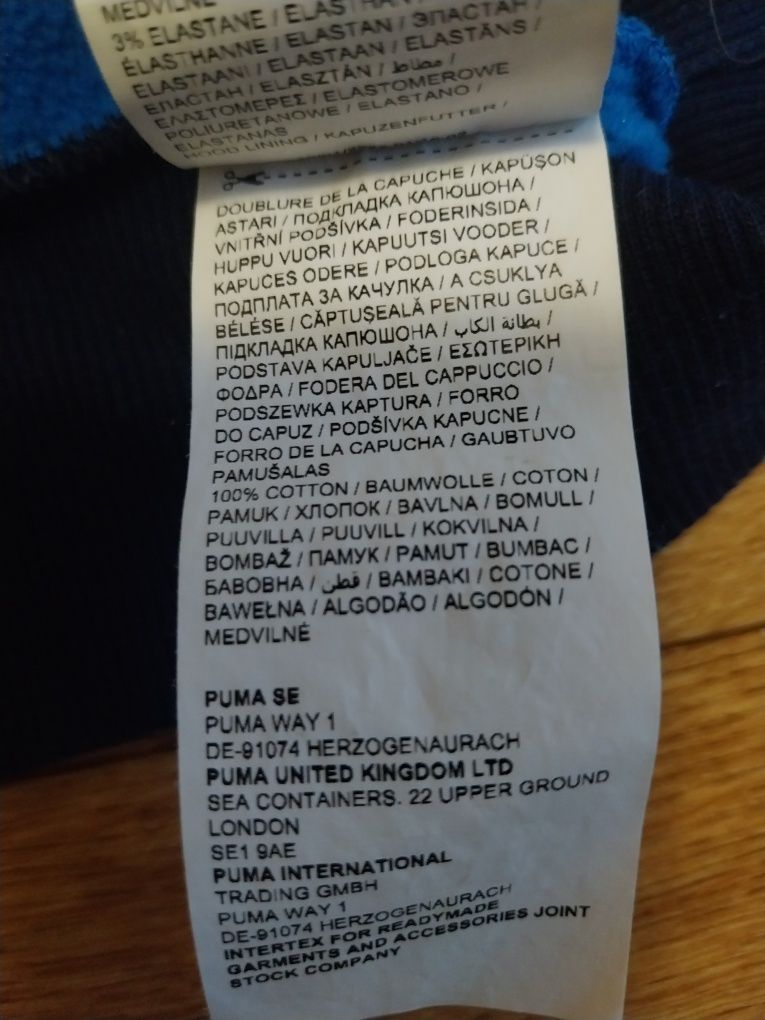 MEDVILNĖ
3% ELASTANE / ELASTHAN /
ÉLASTHANNE / ELASTAN / ЭЛАСТАН /
ELASTAANI / ELASTAAN / ELASTĀNS /
ЕЛАСТАН / ELASZTÁN / مطاط /
ΕΛΑΣΤΟΜΕΡΕΣ / ELASTOMEROWE
POLIURETANOWE / ELASTANO /
ELASTANAS
HOOD LINING / KAPUZENFUTTER /
DOUBLURE DE LA CAPUCHE / KAPÜŞON
ASTARI / ПОДКЛАДКА КАПЮШОНА /
VNITŘNÍ PODŠÍVKA / FODERINSIDA /
HUPPU VUORI / KAPUUTSI VOODER /
KAPUCES ODERE / PODLOGA KAPUCE /
ПОДПЛАТА ЗА КАЧУЛКА / A CSUKLYA
BÉLÉSE / CĂPTUŞEALĂ PENTRU GLUGĂ /
ПІДКЛАДКА КАПЮШОНА / بطانة الكاب /
PODSTAVA KAPULJAČE / ΕΣΩΤΕΡΙΚΗ
ΦΟΔΡΑ / FODERA DEL CAPPUCCIO /
PODSZEWKA KAPTURA / FORRO
DO CAPUZ / PODŠÍVKA KAPUCNE /
FORRO DE LA CAPUCHA / GAUBTUVO
PAMUŠALAS
100% COTTON / BAUMWOLLE / COTON /
PAMUK / ХЛОПОК / BAVLNA / BOMULL /
PUUVILLA / PUUVILL / KOKVILNA /
BOMBAŽ / ПАМУК / PAMUT / BUMBAC /
БАВОВНА / قطن / BAMBAKI / COTONE /
BAWEŁNA / ALGODÃO / ALGODÓN /
MEDVILNĖ
PUMA SE
PUMA WAY 1
DE-91074 HERZOGENAURACH
PUMA UNITED KINGDOM LTD
SEA CONTAINERS. 22 UPPER GROUND
LONDON
SE1 9AE
PUMA INTERNATIONAL
TRADING GMBH
PUMA WAY 1
DE-91074 HERZOGENAURACH
INTERTEX FOR READYMADE
GARMENTS AND ACCESSORIES JOINT
STOCK COMPANY